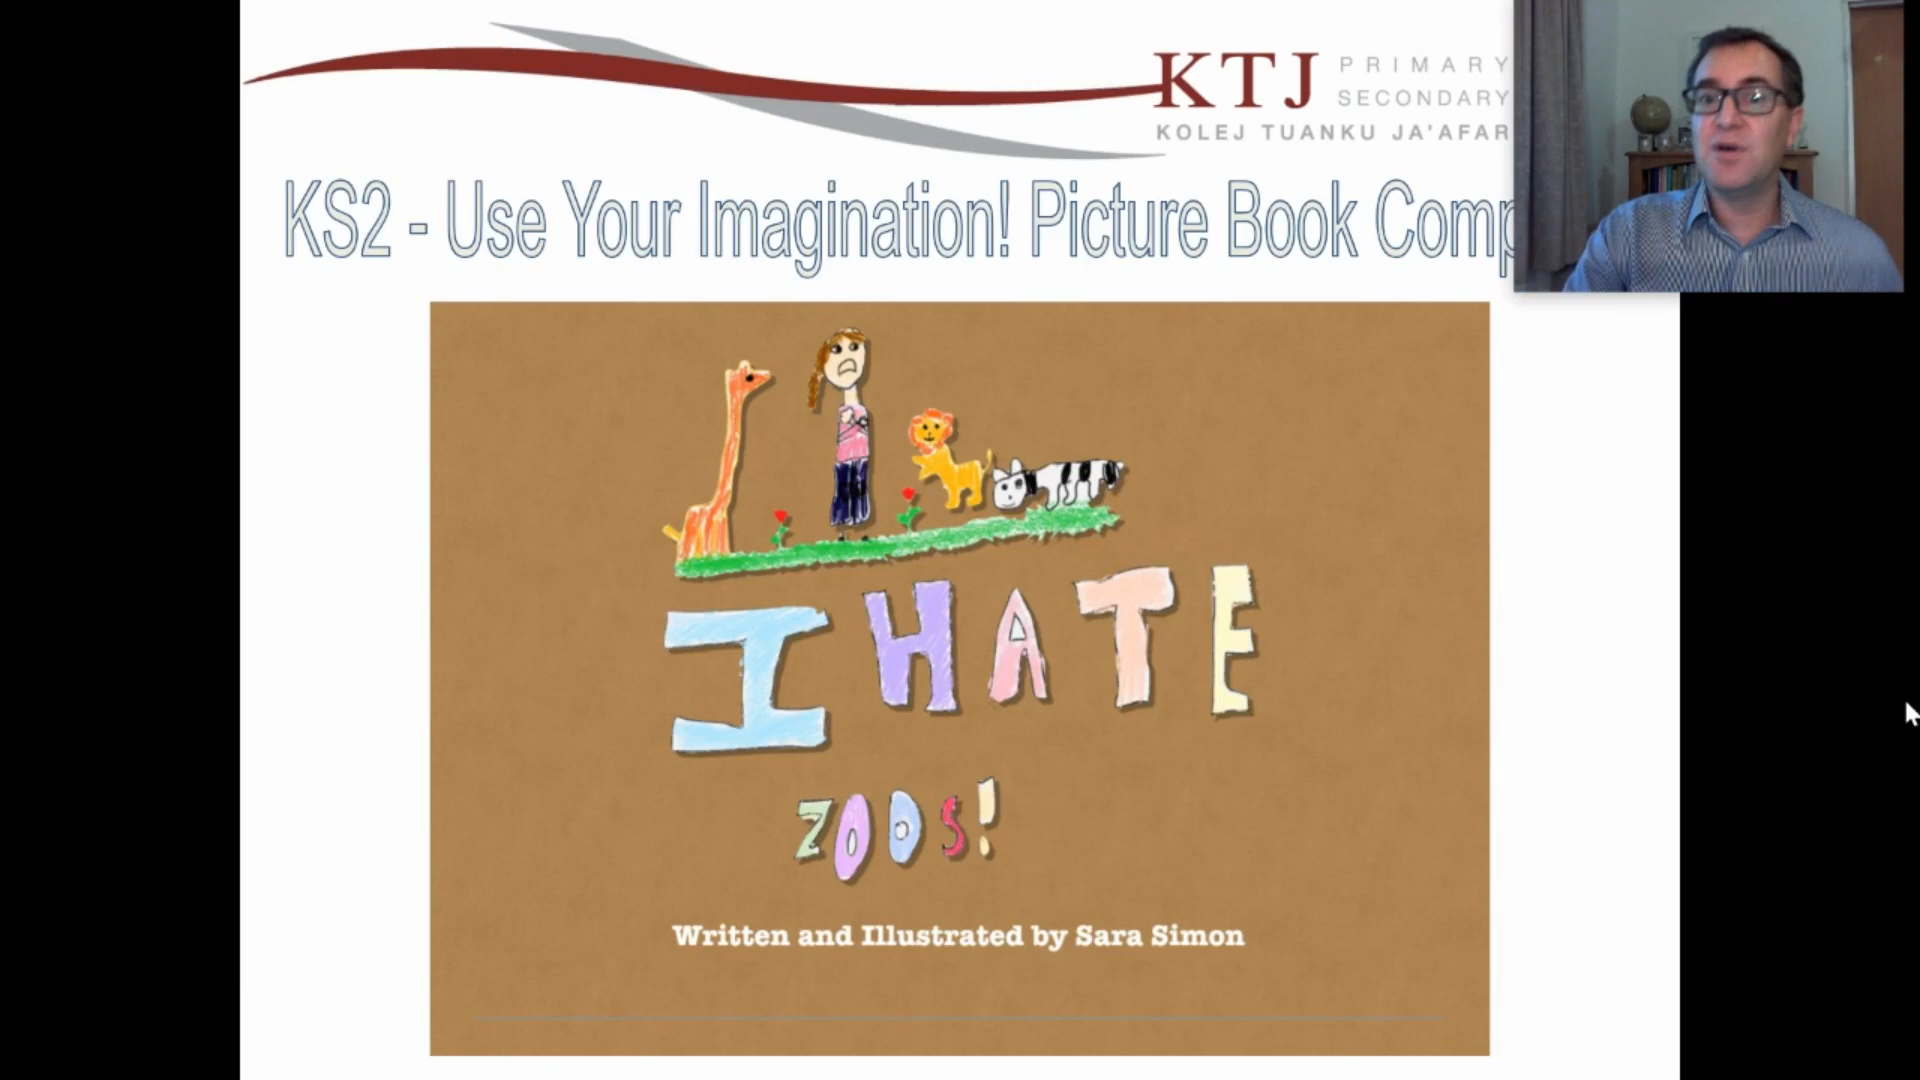 KTJ PRIMARY
SECONDARY
KOLEJ TUANKU JA'AFAR
KS2 - Use Your Imagination! Picture Book Comp
I HATE
ZOOS!
Written and Illustrated by Sara Simon